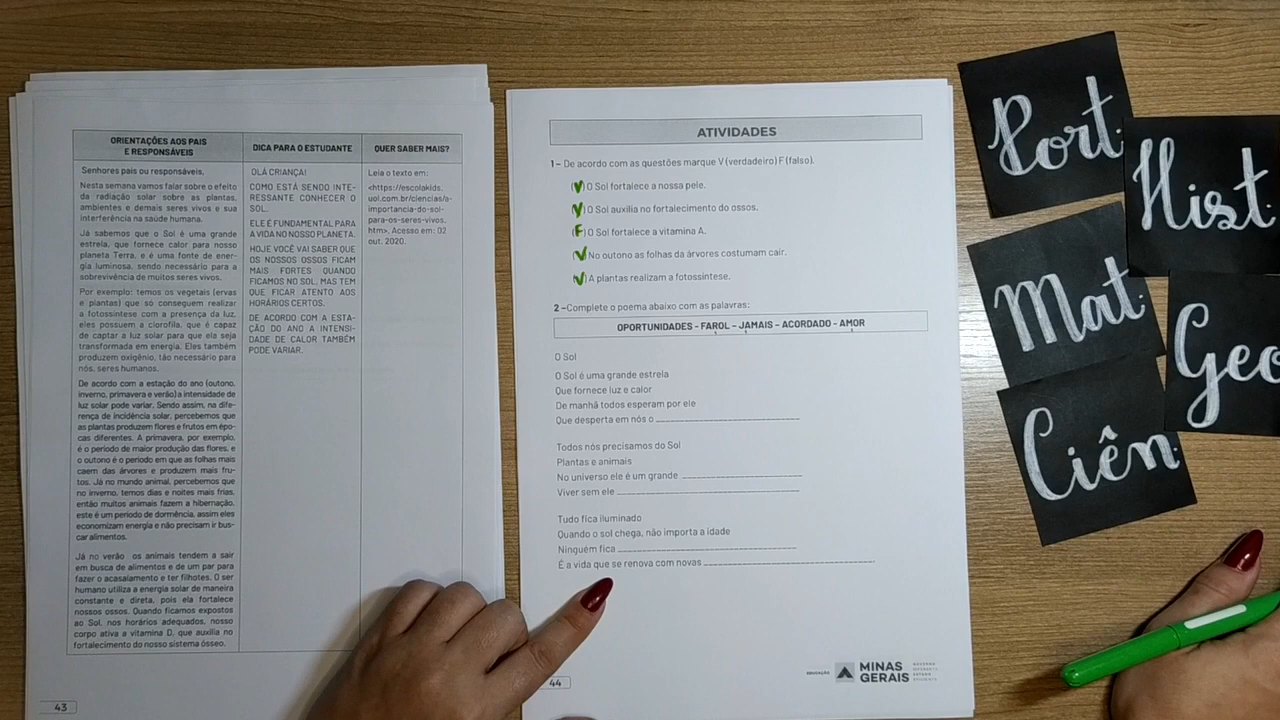 ORIENTAÇÕES AOS PAIS
E RESPONSÁVEIS
Senhores pais ou responsáveis,
Nesta semana vamos falar sobre o efeito
da radiação solar sobre as plantas,
ambientes e demais seres vivos e sua
interferência na saúde humana.
Já sabemos que o Sol é uma grande
estrela, que fornece calor para nosso
planeta Terra, e é uma fonte de ener-
gia luminosa, sendo necessário para a
sobrevivência de muitos seres vivos.
Por exemplo: temos os vegetais (ervas
e plantas) que só conseguem realizar
a fotossíntese com a presença da luz,
eles possuem a clorofila, que é capaz
de captar a luz solar para que ela seja
transformada em energia. Eles também
produzem oxigênio, tão necessário para
nós, seres humanos.
De acordo com a estação do ano (outono,
inverno, primavera e verão) a intensidade de
luz solar pode variar. Sendo assim, na dife-
rença de incidência solar, percebemos que
as plantas produzem flores e frutos em épo-
cas diferentes. A primavera, por exemplo,
é o período de maior produção das flores, e
o outono é o período em que as folhas mais
caem das árvores e produzem mais fru-
tos. Já no mundo animal, percebemos que
no inverno, temos dias e noites mais frias,
então muitos animais fazem a hibernação,
este é um período de dormência, assim eles
economizam energia e não precisam ir bus-
car alimentos.
Já no verão os animais tendem a sair
em busca de alimentos e de um par para
fazer o acasalamento e ter filhotes. O ser
humano utiliza a energia solar de maneira
constante e direta, pois ela fortalece
nossos ossos. Quando ficamos expostos
ao Sol, nos horários adequados, nosso
corpo ativa a vitamina D, que auxilia no
fortalecimento do nosso sistema ósseo.
DICA PARA O ESTUDANTE
OLÁ CRIANÇA!
COMO ESTÁ SENDO INTE-
RESSANTE CONHECER O
SOL.
ELE É FUNDAMENTAL PARA
A VIDA NO NOSSO PLANETA.
HOJE VOCÊ VAI SABER QUE
OS NOSSOS OSSOS FICAM
MAIS FORTES QUANDO
FICAMOS NO SOL, MAS TEM
QUE FICAR ATENTO AOS
HORÁRIOS CERTOS.
DE ACORDO COM A ESTA-
ÇÃO DO ANO A INTENSI-
DADE DE CALOR TAMBÉM
PODE VARIAR.
QUER SABER MAIS?
Leia o texto em:
<https://escolakids.
uol.com.br/ciencias/a-
importancia-do-sol-
para-os-seres-vivos.
htm>. Acesso em: 02
out. 2020.
43
ATIVIDADES
1 – De acordo com as questões marque V (verdadeiro) F (falso).
(V) O Sol fortalece a nossa pele.
(V) O Sol auxilia no fortalecimento do ossos.
(F) O Sol fortalece a vitamina A.
(V) No outono as folhas da árvores costumam cair.
(V) A plantas realizam a fotossíntese.
2 –Complete o poema abaixo com as palavras:
OPORTUNIDADES – FAROL – JAMAIS – ACORDADO – AMOR
O Sol
O Sol é uma grande estrela
Que fornece luz e calor
De manhã todos esperam por ele
Que desperta em nós o
Todos nós precisamos do Sol
Plantas e animais
No universo ele é um grande
Viver sem ele
Tudo fica iluminado
Quando o sol chega, não importa a idade
Ninguém fica
É a vida que se renova com novas
44
EDUCAÇÃO
MINAS
GERAIS
Port.
Hist.
Mat.
Geo
Ciên.